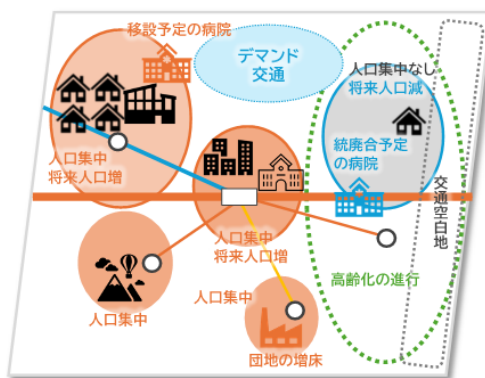 移設予定の病院
デマンド
交通
人口集中なし
将来人口減
人口集中
将来人口増
統廃合予定
の病院
交通空白地
人口集中
将来人口増
高齢化の進行
人口集中
人口集中
団地の増床